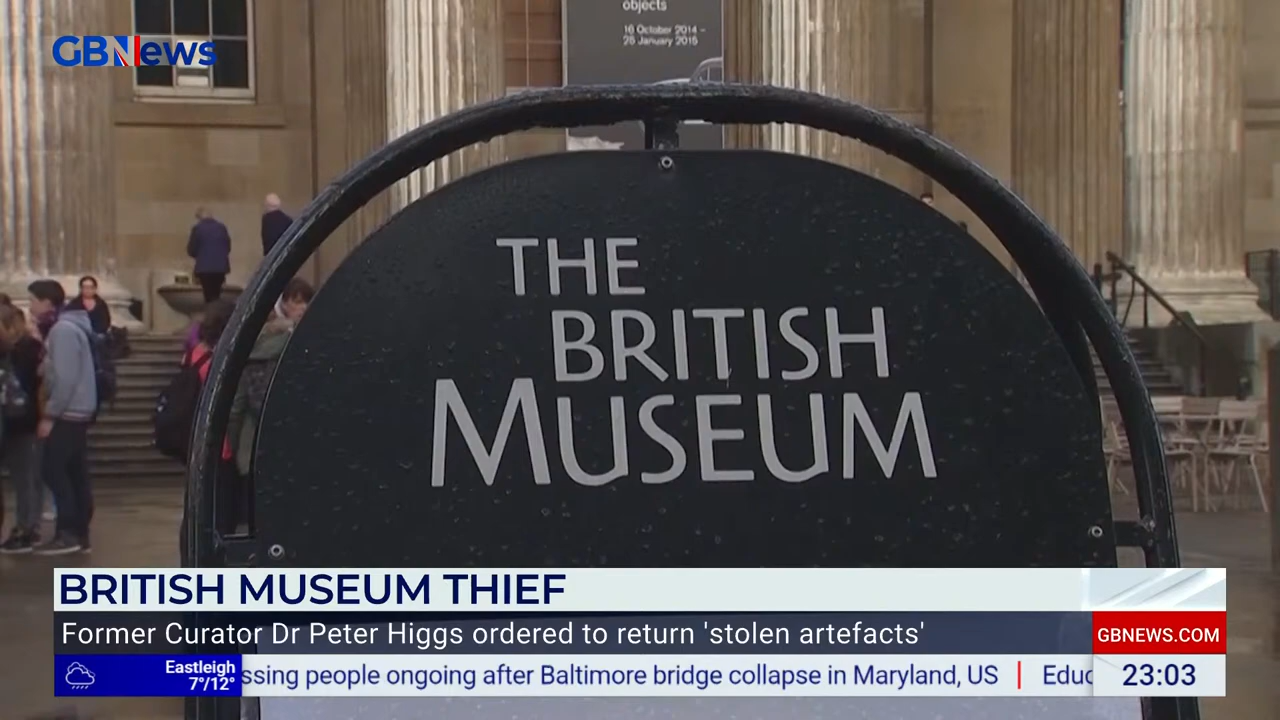 objects
16 October 2014 –
25 January 2015
GBNews
THE
BRITISH
MUSEUM
BRITISH MUSEUM THIEF
Former Curator Dr Peter Higgs ordered to return 'stolen artefacts'
GBNEWS.COM
Eastleigh
7°/12°
ssing people ongoing after Baltimore bridge collapse in Maryland, US | Educ
23:03